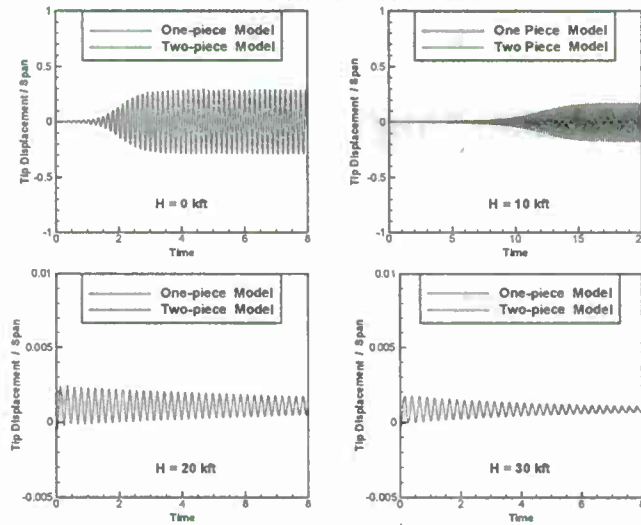 One-piece Model
Two-piece Model
Tip Displacement / Span
1
0.5
0
-0.5
-1
H = 0 kft
0 2 4 6 8
Time
One Piece Model
Two Piece Model
Tip Displacement / Span
1
0.5
0
-0.5
-1
H = 10 kft
0 5 10 15 20
Time
One-piece Model
Two-piece Model
Tip Displacement / Span
0.01
0.005
0
-0.005
H = 20 kft
0 2 4 6 8
Time
One-piece Model
Two-piece Model
Tip Displacement / Span
0.01
0.005
0
-0.005
H = 30 kft
0 2 4 6 8
Time